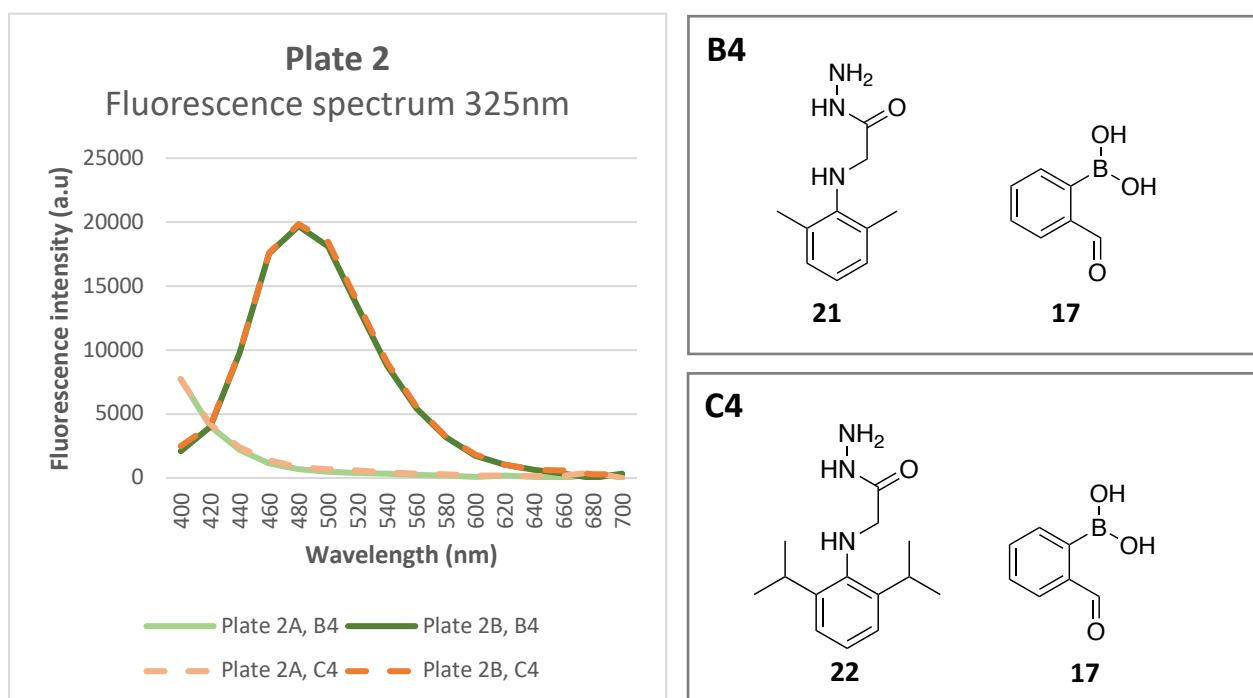 Plate 2
Fluorescence spectrum 325nm
Fluorescence intensity (a.u)
25000
20000
15000
10000
5000
0
400
420
440
460
480
500
520
540
560
580
600
620
640
660
680
700
Wavelength (nm)
Plate 2A, B4
Plate 2B, B4
Plate 2A, C4
Plate 2B, C4
B4
NH2
HN
O
HN
21
OH
B
OH
O
17
C4
NH2
HN
O
HN
22
OH
B
OH
O
17